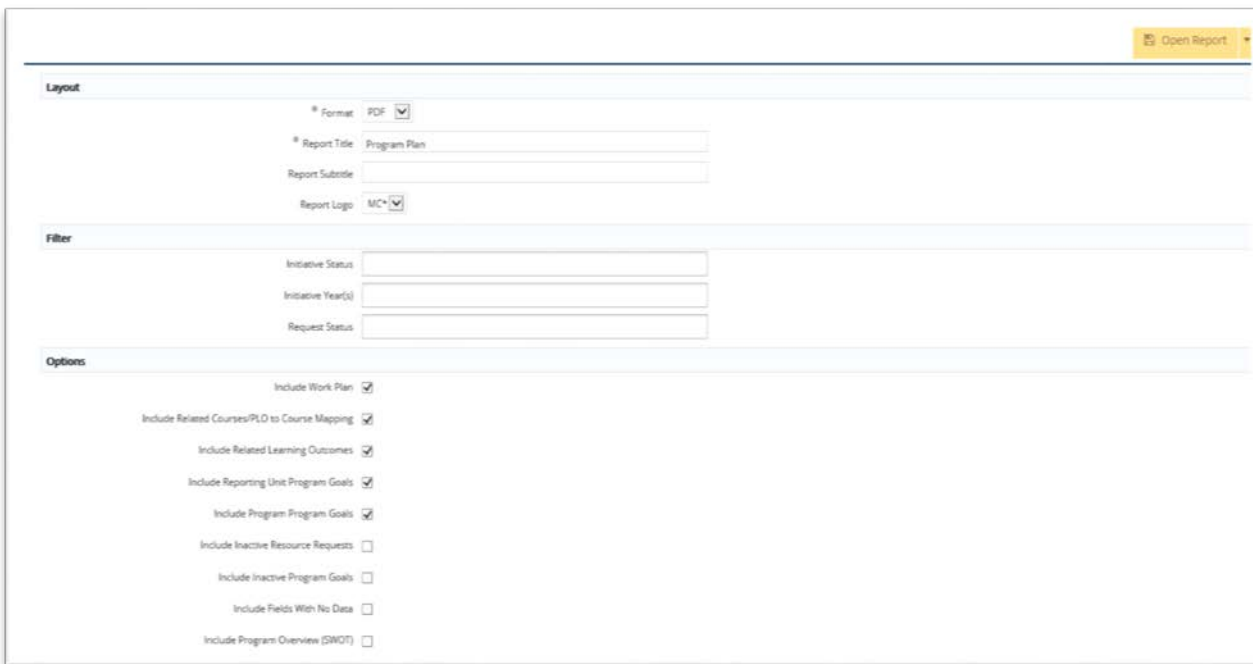 Open Report
Layout
* Format PDF
* Report Title Program Plan
Report Subtitle
Report Logo MC*
Filter
Initiative Status
Initiative Year(s)
Request Status
Options
Include Work Plan
Include Related Courses/PLO to Course Mapping
Include Related Learning Outcomes
Include Reporting Unit Program Goals
Include Program Program Goals
Include Inactive Resource Requests
Include Inactive Program Goals
Include Fields With No Data
Include Program Overview (SWOT)